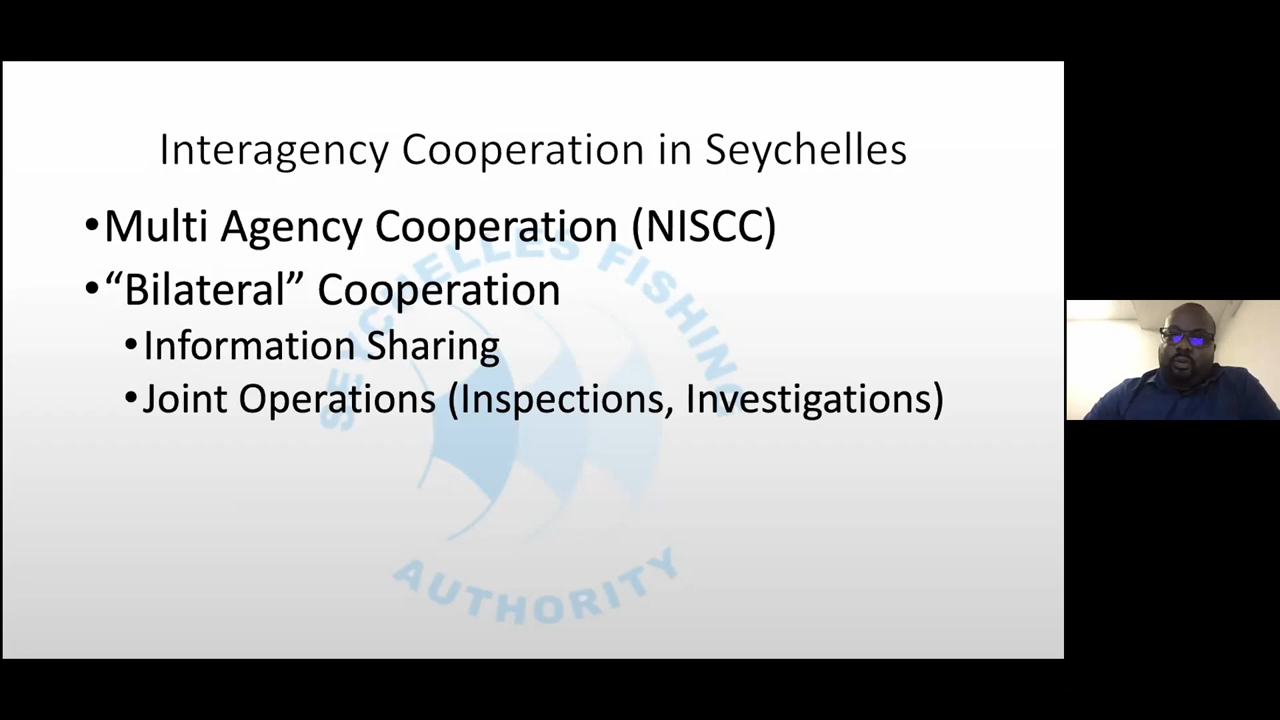 Interagency Cooperation in Seychelles
•Multi Agency Cooperation (NISCC)
•“Bilateral” Cooperation
•Information Sharing
•Joint Operations (Inspections, Investigations)
SEYCHELLES FISHING
AUTHORITY